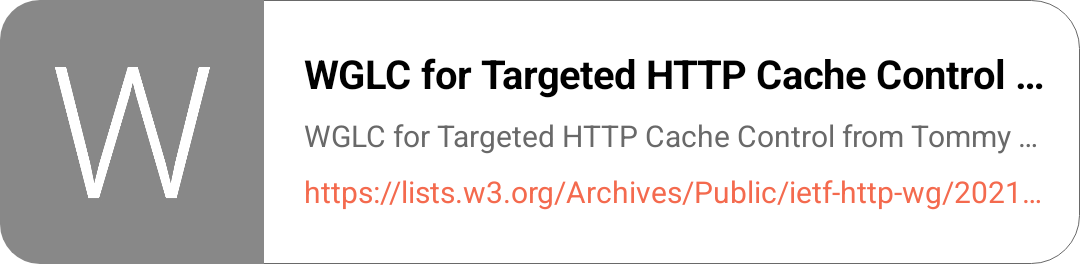 W
WGLC for Targeted HTTP Cache Control ...
WGLC for Targeted HTTP Cache Control from Tommy ...
https://lists.w3.org/Archives/Public/ietf-http-wg/2021...